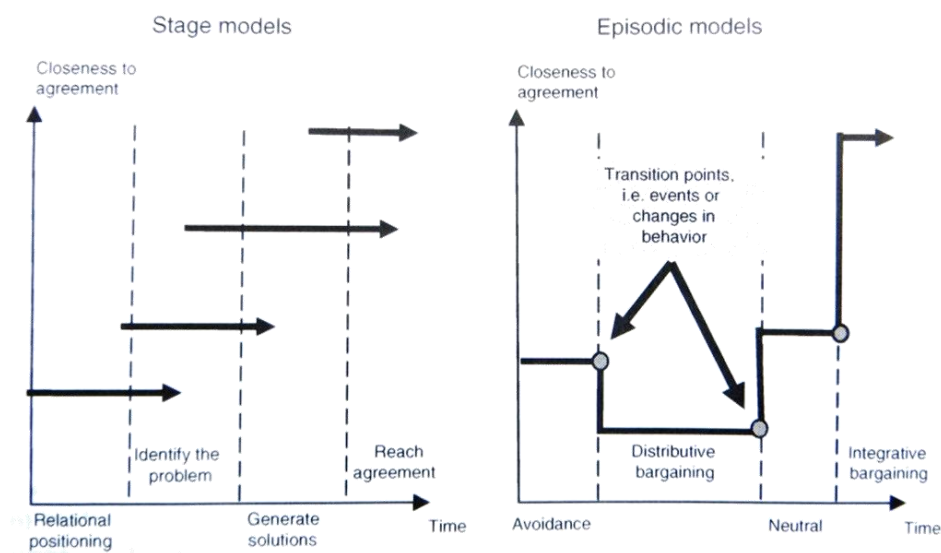 Stage models
Closeness to
agreement
Identify the
problem
Reach
agreement
Relational
positioning
Generate
solutions
Time
Episodic models
Closeness to
agreement
Transition points,
i.e. events or
changes in
behavior
Distributive
bargaining
Integrative
bargaining
Avoidance
Neutral
Time